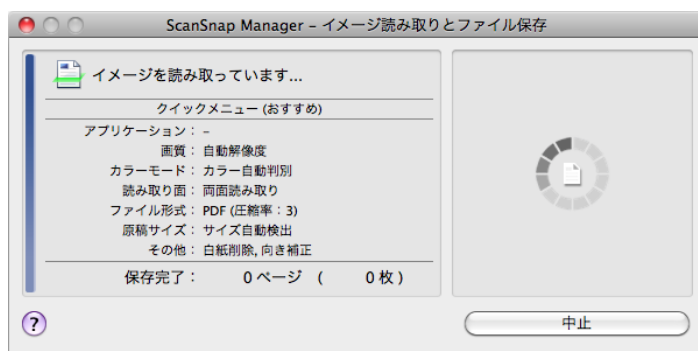 ScanSnap Manager – イメージ読み取りとファイル保存
イメージを読み取っています...
クイックメニュー (おすすめ)
アプリケーション： –
画質： 自動解像度
カラーモード： カラー自動判別
読み取り面： 両面読み取り
ファイル形式： PDF (圧縮率：3)
原稿サイズ： サイズ自動検出
その他： 白紙削除, 向き補正
保存完了： 0 ページ ( 0 枚 )
?
中止